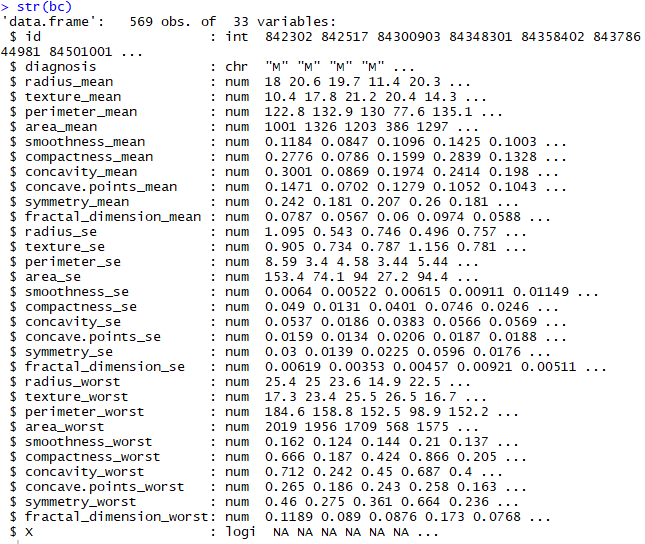 > str(bc)
'data.frame':   569 obs. of  33 variables:
 $ id                     : int  842302 842517 84300903 84348301 84358402 843786
44981 84501001 ...
 $ diagnosis              : chr  "M" "M" "M" "M" ...
 $ radius_mean            : num  18 20.6 19.7 11.4 20.3 ...
 $ texture_mean           : num  10.4 17.8 21.2 20.4 14.3 ...
 $ perimeter_mean         : num  122.8 132.9 130 77.6 135.1 ...
 $ area_mean              : num  1001 1326 1203 386 1297 ...
 $ smoothness_mean        : num  0.1184 0.0847 0.1096 0.1425 0.1003 ...
 $ compactness_mean       : num  0.2776 0.0786 0.1599 0.2839 0.1328 ...
 $ concavity_mean         : num  0.3001 0.0869 0.1974 0.2414 0.198 ...
 $ concave.points_mean    : num  0.1471 0.0702 0.1279 0.1052 0.1043 ...
 $ symmetry_mean          : num  0.242 0.181 0.207 0.26 0.181 ...
 $ fractal_dimension_mean : num  0.0787 0.0567 0.06 0.0974 0.0588 ...
 $ radius_se              : num  1.095 0.543 0.746 0.496 0.757 ...
 $ texture_se             : num  0.905 0.734 0.787 1.156 0.781 ...
 $ perimeter_se           : num  8.59 3.4 4.58 3.44 5.44 ...
 $ area_se                : num  153.4 74.1 94 27.2 94.4 ...
 $ smoothness_se          : num  0.0064 0.00522 0.00615 0.00911 0.01149 ...
 $ compactness_se         : num  0.049 0.0131 0.0401 0.0746 0.0246 ...
 $ concavity_se           : num  0.0537 0.0186 0.0383 0.0566 0.0569 ...
 $ concave.points_se      : num  0.0159 0.0134 0.0206 0.0187 0.0188 ...
 $ symmetry_se            : num  0.03 0.0139 0.0225 0.0596 0.0176 ...
 $ fractal_dimension_se   : num  0.00619 0.00353 0.00457 0.00921 0.00511 ...
 $ radius_worst           : num  25.4 25 23.6 14.9 22.5 ...
 $ texture_worst          : num  17.3 23.4 25.5 26.5 16.7 ...
 $ perimeter_worst        : num  184.6 158.8 152.5 98.9 152.2 ...
 $ area_worst             : num  2019 1956 1709 568 1575 ...
 $ smoothness_worst       : num  0.162 0.124 0.144 0.21 0.137 ...
 $ compactness_worst      : num  0.666 0.187 0.424 0.866 0.205 ...
 $ concavity_worst        : num  0.712 0.242 0.45 0.687 0.4 ...
 $ concave.points_worst   : num  0.265 0.186 0.243 0.258 0.163 ...
 $ symmetry_worst         : num  0.46 0.275 0.361 0.664 0.236 ...
 $ fractal_dimension_worst: num  0.1189 0.089 0.0876 0.173 0.0768 ...
 $ X                      : logi  NA NA NA NA NA NA ...